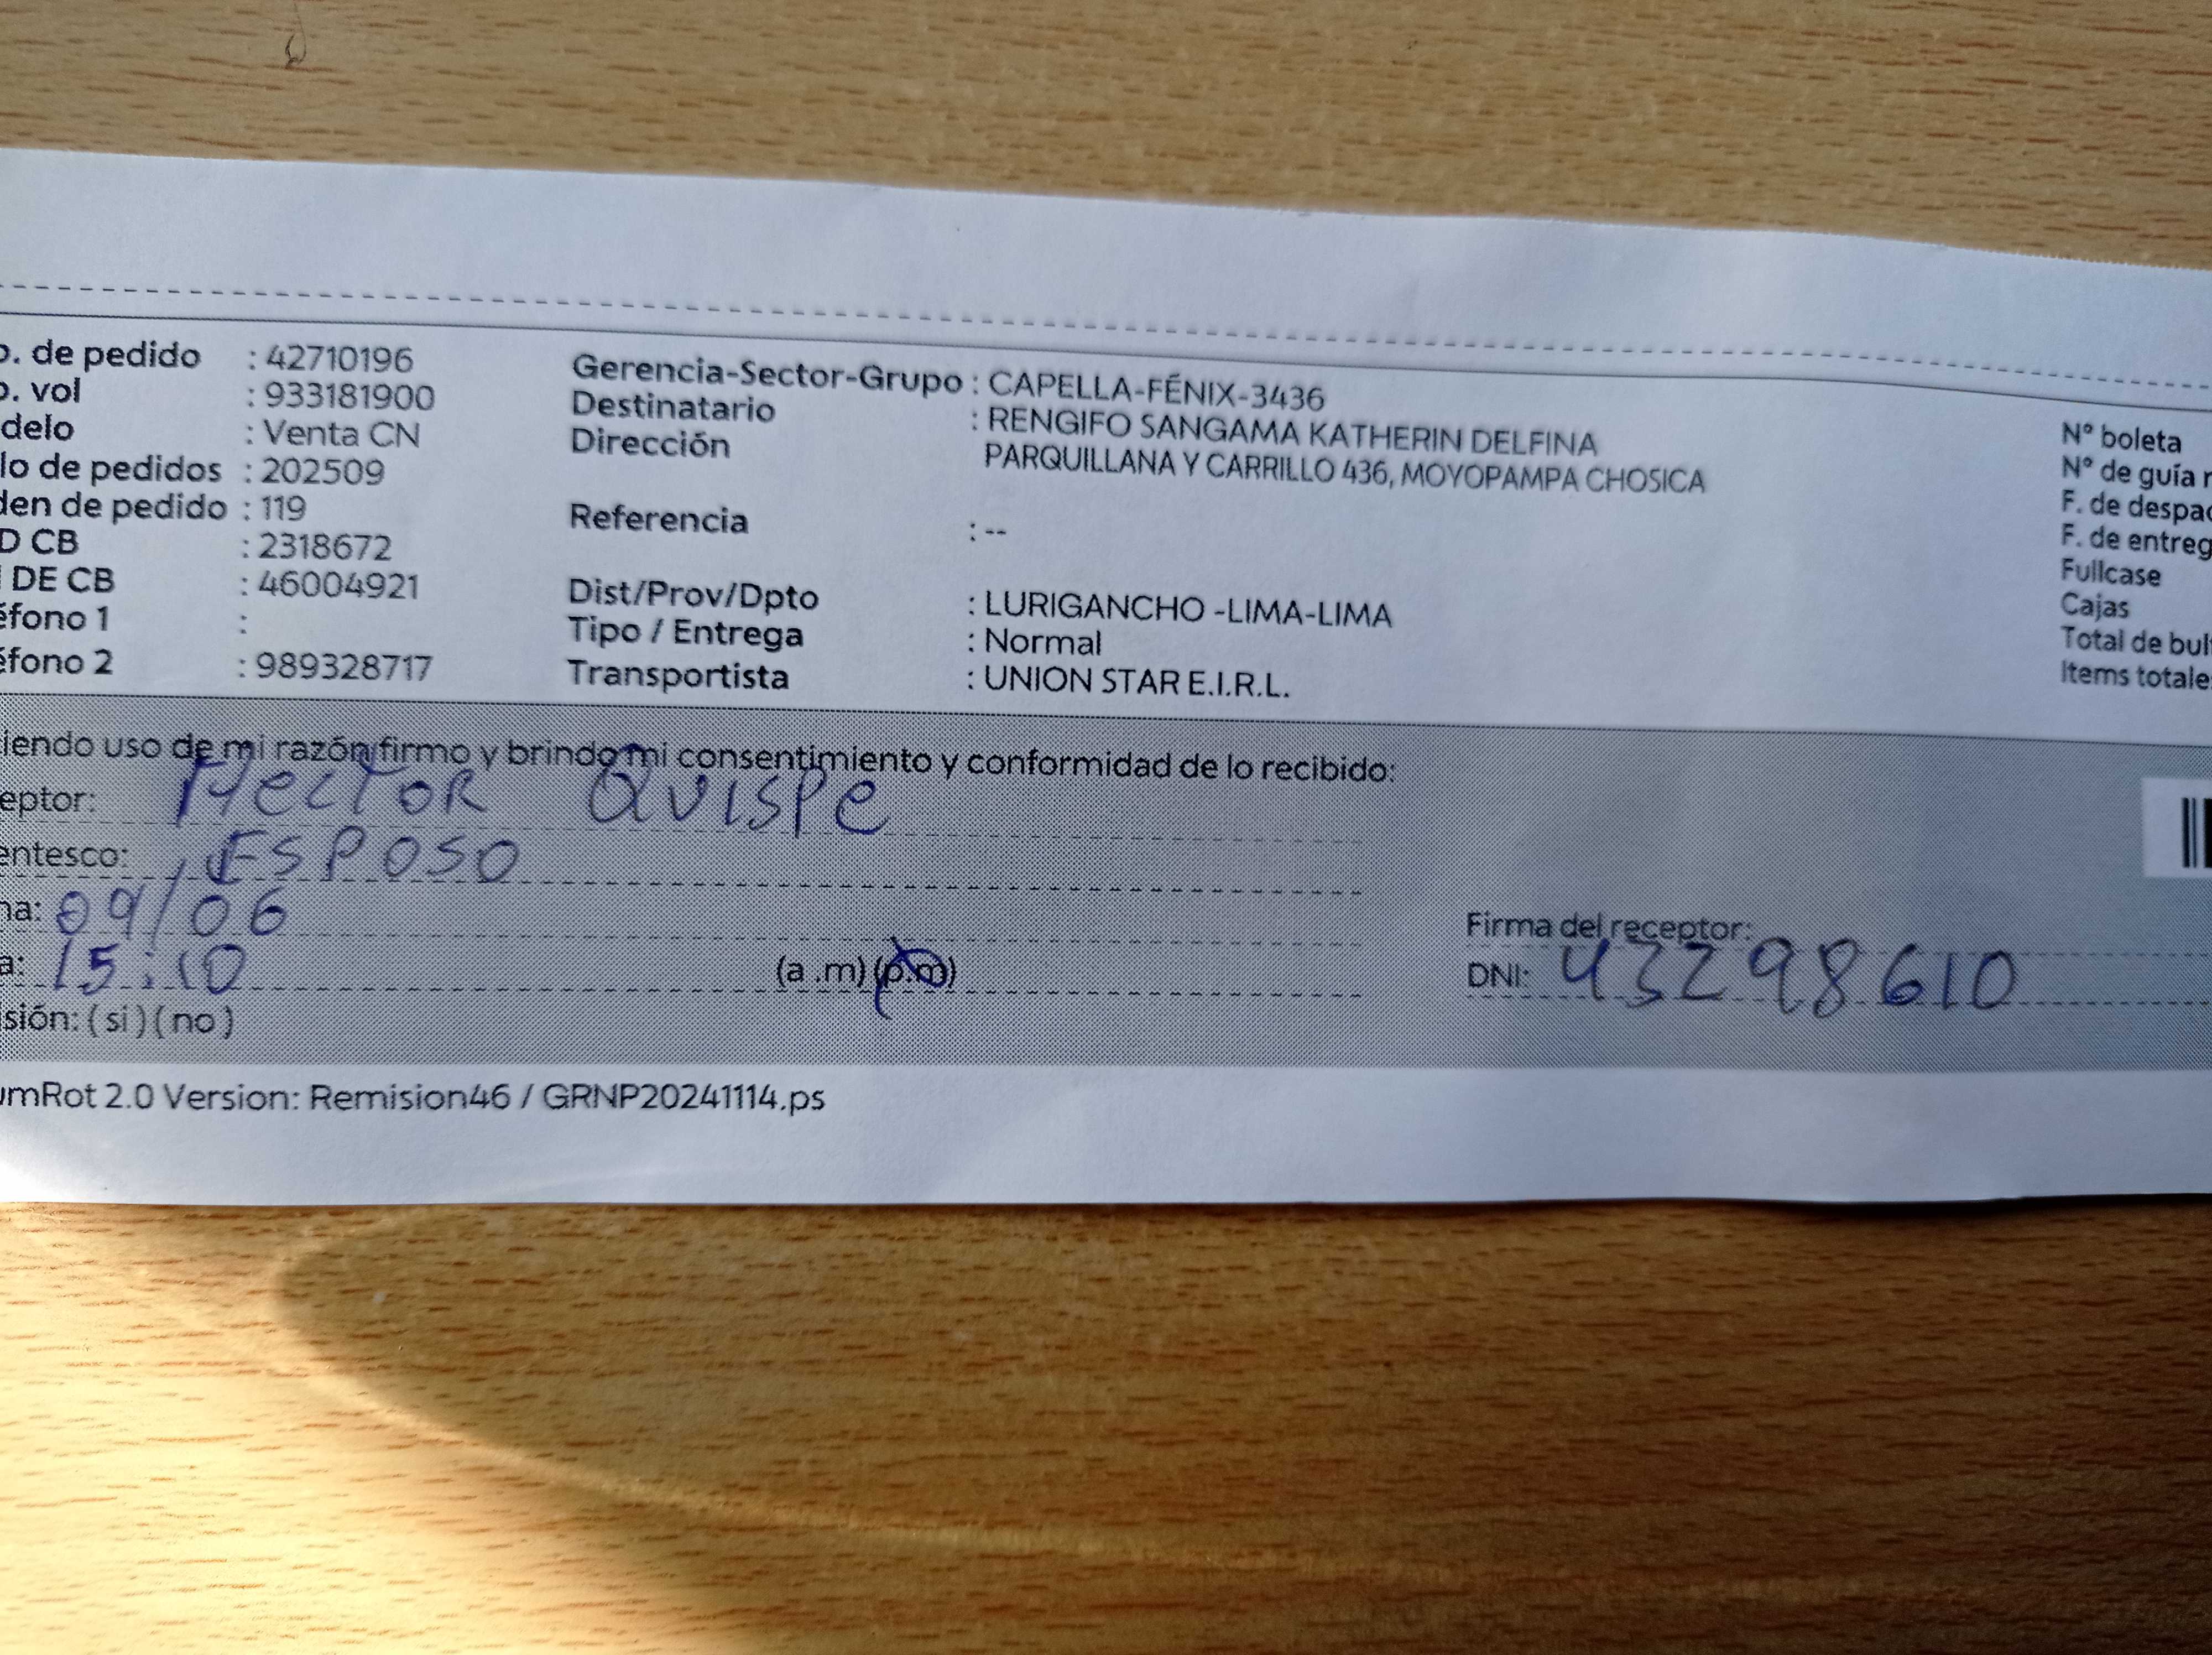 o. de pedido : 42710196
o. vol : 933181900
delo : Venta CN
lo de pedidos : 202509
den de pedido : 119
D CB : 2318672
DE CB : 46004921
éfono 1 :
éfono 2 : 989328717
Gerencia-Sector-Grupo : CAPELLA-FÉNIX-3436
Destinatario : RENGIFO SANGAMA KATHERIN DELFINA
Dirección PARQUILLANA Y CARRILLO 436, MOYOPAMPA CHOSICA
Referencia : --
Dist/Prov/Dpto : LURIGANCHO -LIMA-LIMA
Tipo / Entrega : Normal
Transportista : UNION STAR E.I.R.L.
N° boleta
N° de guía r
F. de despac
F. de entreg
Fullcase
Cajas
Total de bul
Items totale
iendo uso de mi razón firmo y brindo mi consentimiento y conformidad de lo recibido:
eptor: Hector Quispe
entesco: ESPOSO
na: 09/06
a: 15:10 (a .m) (p.m)
sión: ( si ) ( no )
Firma del receptor:
DNI: 43298610
umRot 2.0 Version: Remision46 / GRNP20241114.ps